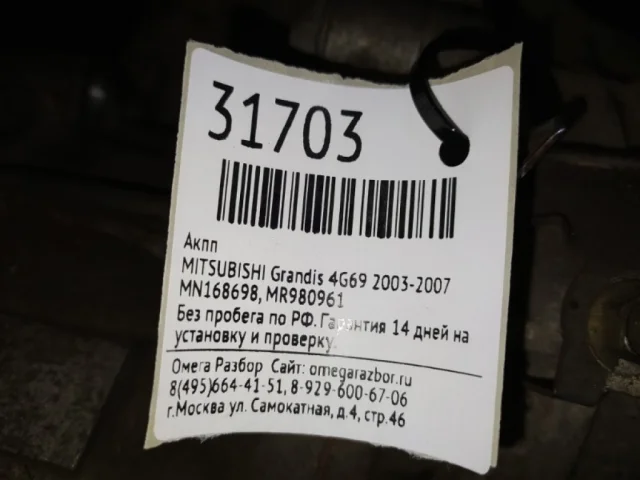 31703
Акпп
MITSUBISHI Grandis 4G69 2003-2007
MN168698, MR980961
Без пробега по РФ. Гарантия 14 дней на
установку и проверку.
Омега Разбор Сайт: omegarazbor.ru
8(495)664-41-51, 8-929-600-67-06
г.Москва ул. Самокатная, д.4, стр.46